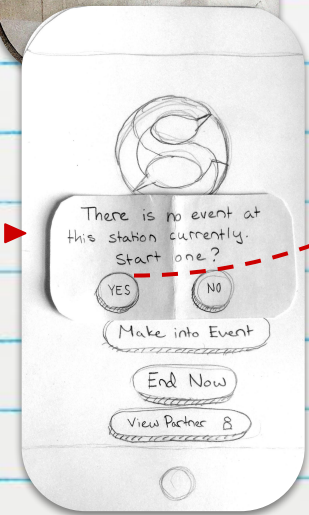 There is no event at
this station currently.
Start one?
YES
NO
Make into Event
End Now
View Partner 8